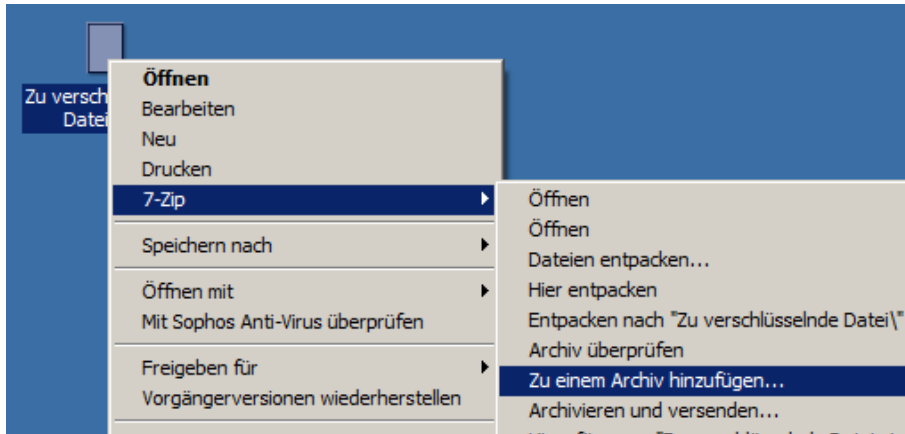 Zu versch
Datei
Öffnen
Bearbeiten
Neu
Drucken
7-Zip
Speichern nach
Öffnen mit
Mit Sophos Anti-Virus überprüfen
Freigeben für
Vorgängerversionen wiederherstellen
Öffnen
Öffnen
Dateien entpacken...
Hier entpacken
Entpacken nach "Zu verschlüsselnde Datei\"
Archiv überprüfen
Zu einem Archiv hinzufügen...
Archivieren und versenden...